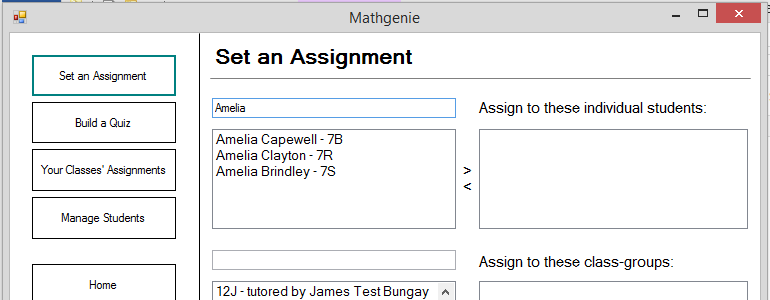 Mathgenie
Set an Assignment
Build a Quiz
Your Classes' Assignments
Manage Students
Home
Set an Assignment
Amelia
Amelia Capewell - 7B
Amelia Clayton - 7R
Amelia Brindley - 7S
>
<
Assign to these individual students:
12J - tutored by James Test Bungay
Assign to these class-groups: